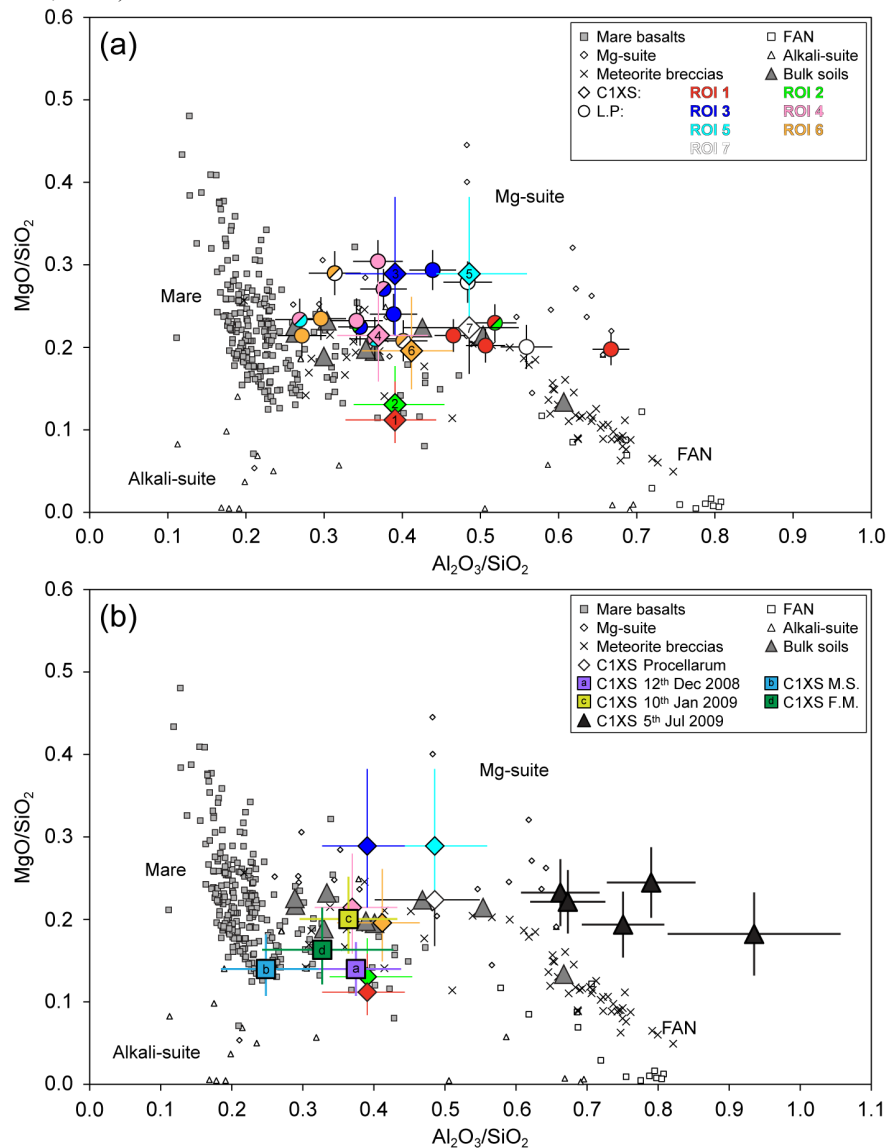 (a)
Mare basalts
FAN
Mg-suite
Alkali-suite
Meteorite breccias
Bulk soils
C1XS:
ROI 1
ROI 2
L.P:
ROI 3
ROI 4
ROI 5
ROI 6
ROI 7
0.6
0.5
0.4
0.3
0.2
0.1
0.0
MgO/SiO₂
Mg-suite
Mare
Alkali-suite
FAN
3
5
4
7
6
2
1
0.0 0.1 0.2 0.3 0.4 0.5 0.6 0.7 0.8 0.9 1.0
Al₂O₃/SiO₂
(b)
Mare basalts
FAN
Mg-suite
Alkali-suite
Meteorite breccias
Bulk soils
C1XS Procellarum
a C1XS 12th Dec 2008
b C1XS M.S.
c C1XS 10th Jan 2009
d C1XS F.M.
C1XS 5th Jul 2009
0.6
0.5
0.4
0.3
0.2
0.1
0.0
MgO/SiO₂
Mg-suite
Mare
Alkali-suite
FAN
c
d
b
a
0.0 0.1 0.2 0.3 0.4 0.5 0.6 0.7 0.8 0.9 1.0 1.1
Al₂O₃/SiO₂